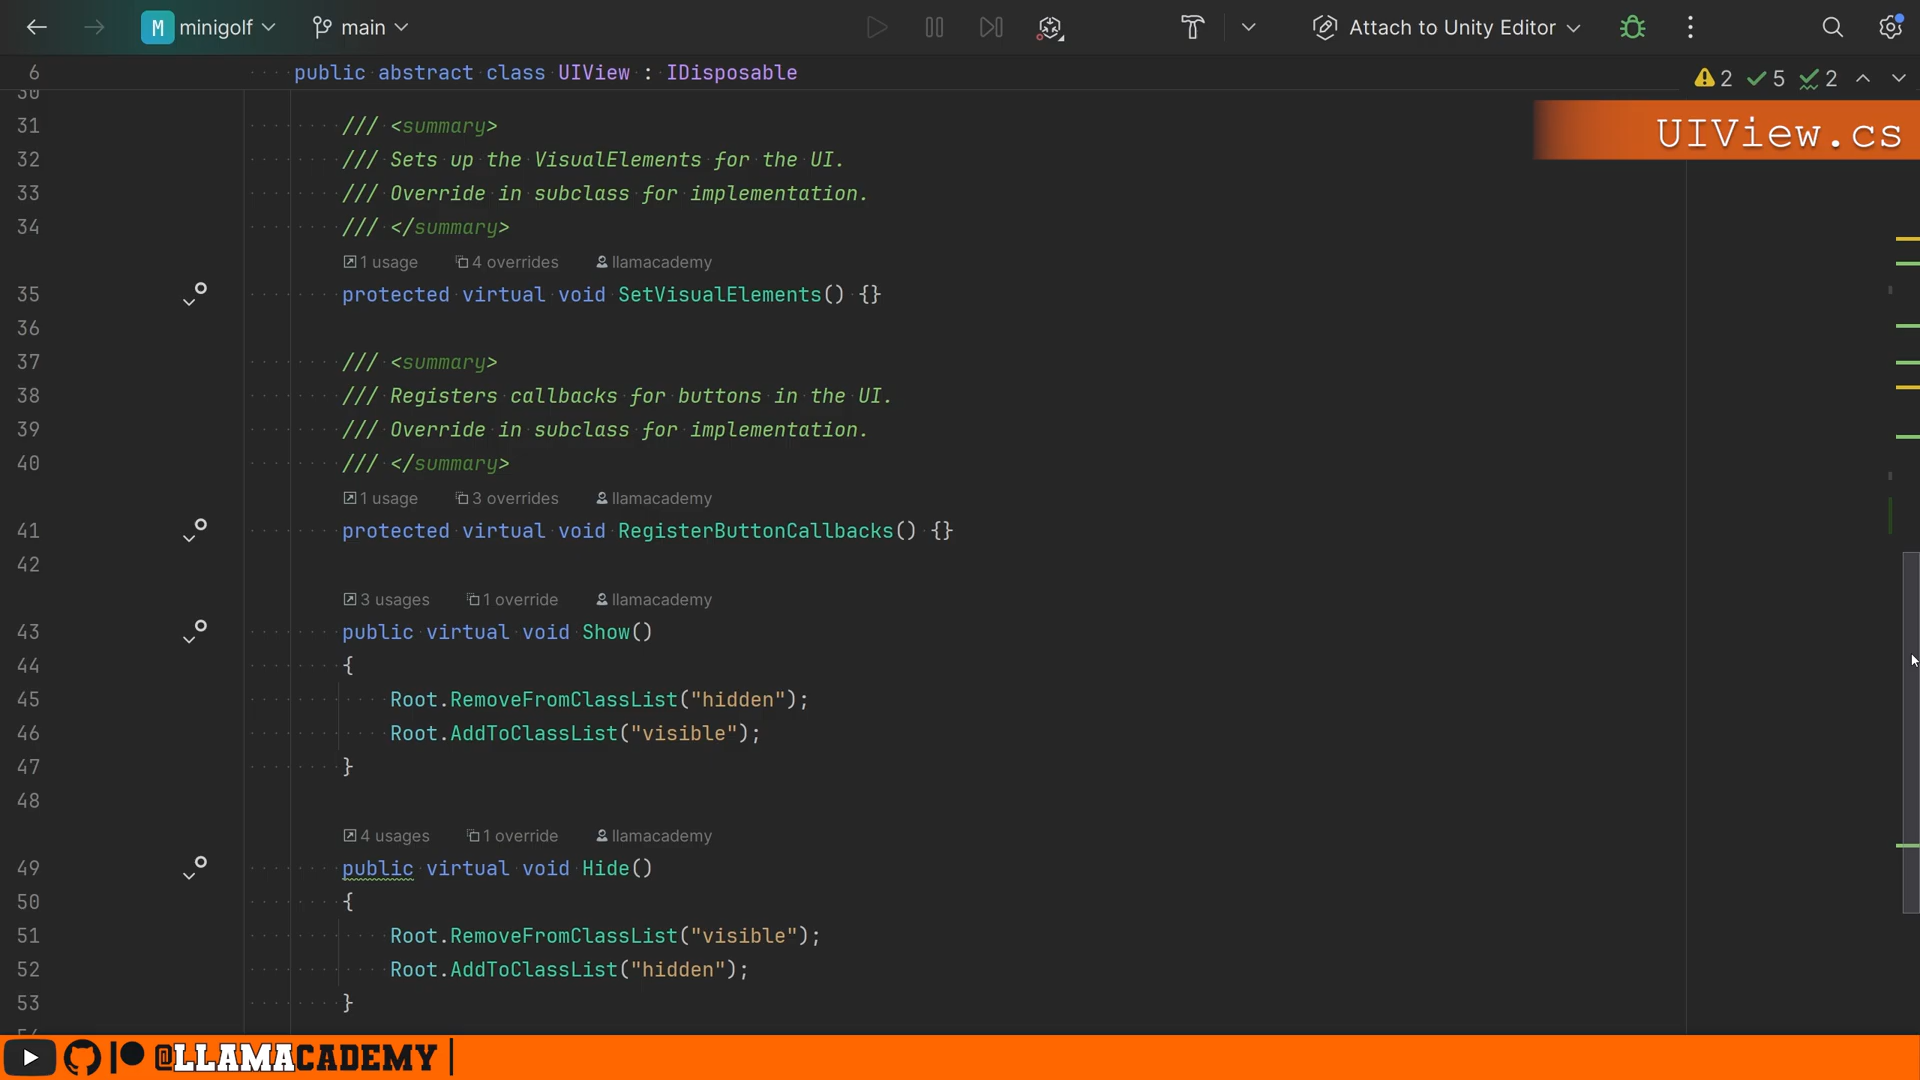 M minigolf main Attach to Unity Editor
6 public abstract class UIView : IDisposable
2 5 2
UIView.cs
30
31 /// <summary>
32 /// Sets up the VisualElements for the UI.
33 /// Override in subclass for implementation.
34 /// </summary>
1 usage 4 overrides llamacademy
35 protected virtual void SetVisualElements() {}
36
37 /// <summary>
38 /// Registers callbacks for buttons in the UI.
39 /// Override in subclass for implementation.
40 /// </summary>
1 usage 3 overrides llamacademy
41 protected virtual void RegisterButtonCallbacks() {}
42
3 usages 1 override llamacademy
43 public virtual void Show()
44 {
45 Root.RemoveFromClassList("hidden");
46 Root.AddToClassList("visible");
47 }
48
4 usages 1 override llamacademy
49 public virtual void Hide()
50 {
51 Root.RemoveFromClassList("visible");
52 Root.AddToClassList("hidden");
53 }
54
@LLAMACADEMY